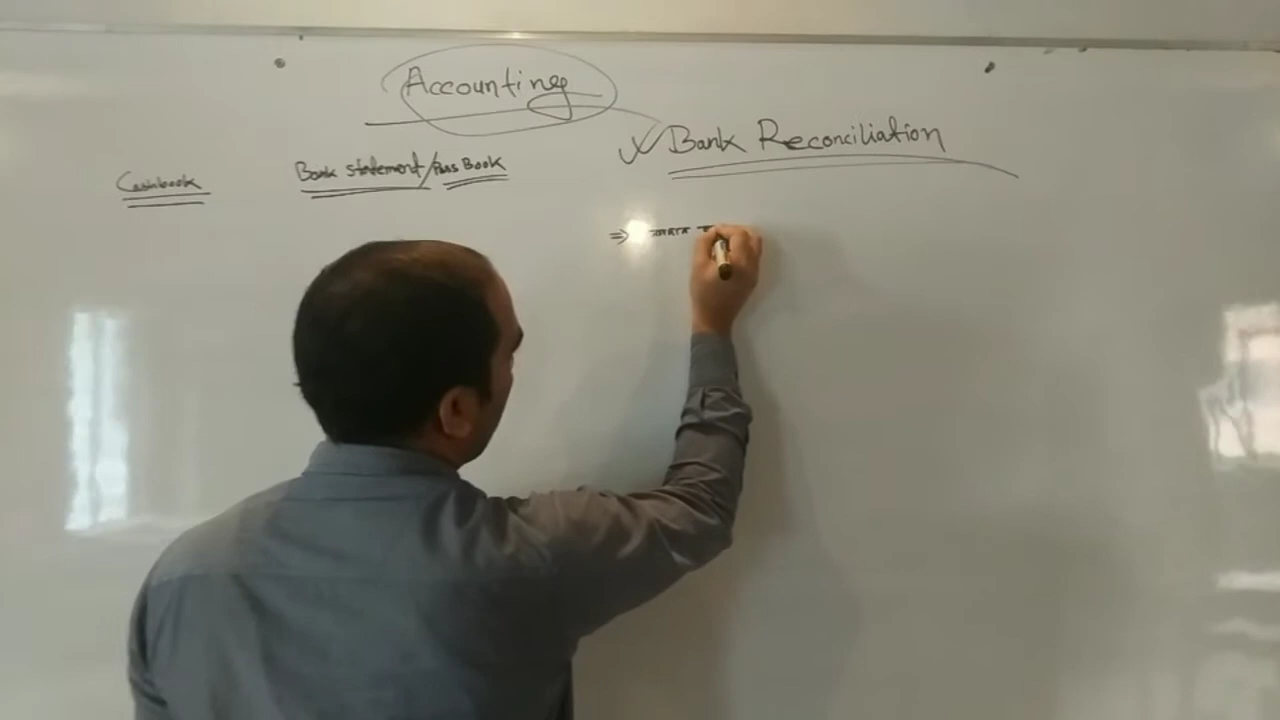 Accounting
Bank Reconciliation
Cashbook
Bank statement/Pass Book
⇒